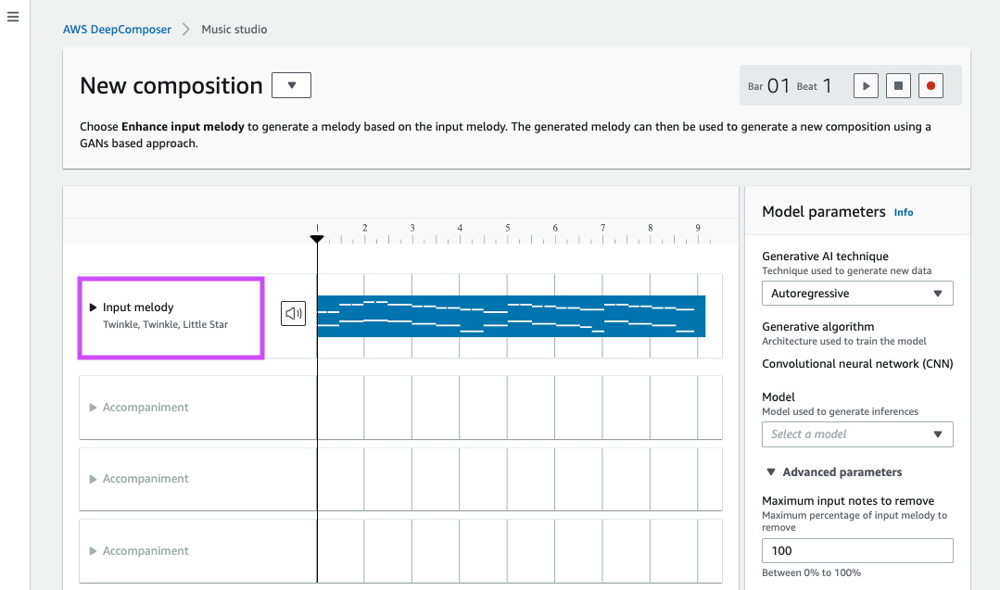 AWS DeepComposer
Music studio
New composition
Bar 01 Beat 1
Choose Enhance input melody to generate a melody based on the input melody. The generated melody can then be used to generate a new composition using a
GANs based approach.
1 2 3 4 5 6 7 8 9
Input melody
Twinkle, Twinkle, Little Star
Accompaniment
Accompaniment
Accompaniment
Model parameters Info
Generative AI technique
Technique used to generate new data
Autoregressive
Generative algorithm
Architecture used to train the model
Convolutional neural network (CNN)
Model
Model used to generate inferences
Select a model
Advanced parameters
Maximum input notes to remove
Maximum percentage of input melody to
remove
100
Between 0% to 100%